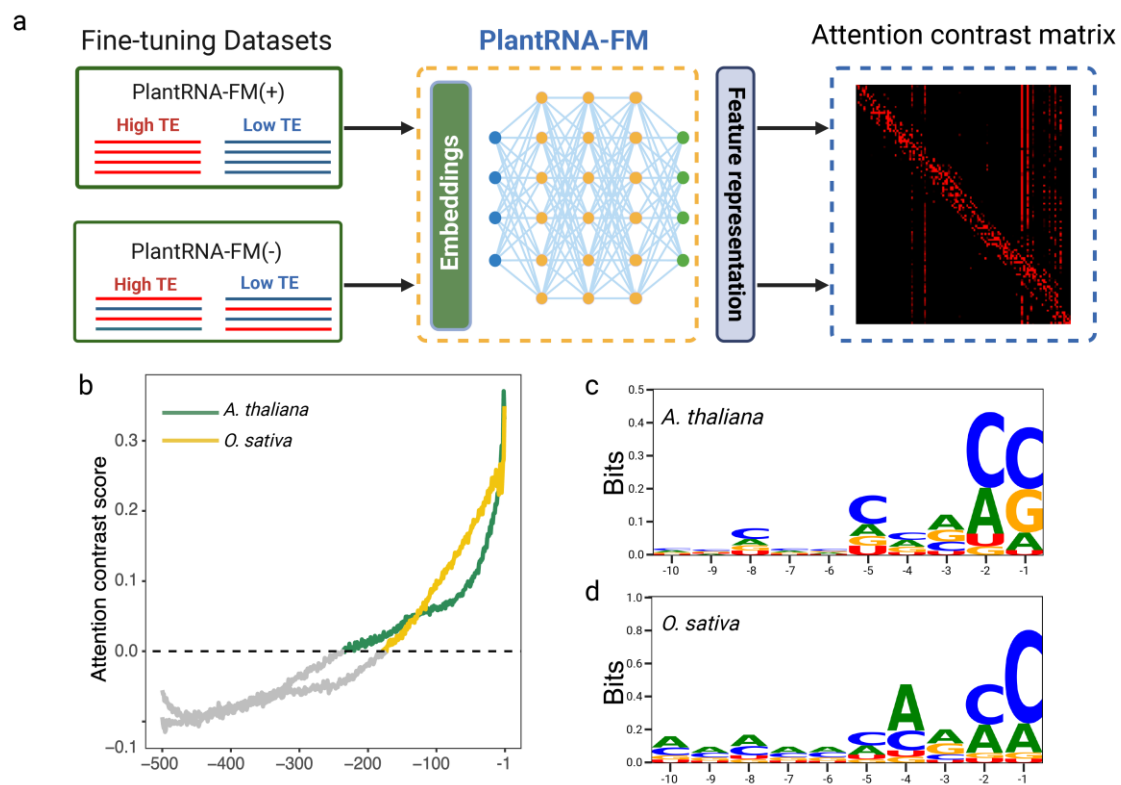 a
Fine-tuning Datasets
PlantRNA-FM
Attention contrast matrix
PlantRNA-FM(+)
High TE
Low TE
PlantRNA-FM(-)
High TE
Low TE
Embeddings
Feature representation
b
A. thaliana
O. sativa
Attention contrast score
0.3
0.2
0.1
0.0
−0.1
−500
−400
−300
−200
−100
-1
c
A. thaliana
Bits
0.5
0.4
0.3
0.2
0.1
0.0
-10
-9
-8
-7
-6
-5
-4
-3
-2
-1
d
O. sativa
Bits
1.0
0.8
0.6
0.4
0.2
0.0
-10
-9
-8
-7
-6
-5
-4
-3
-2
-1